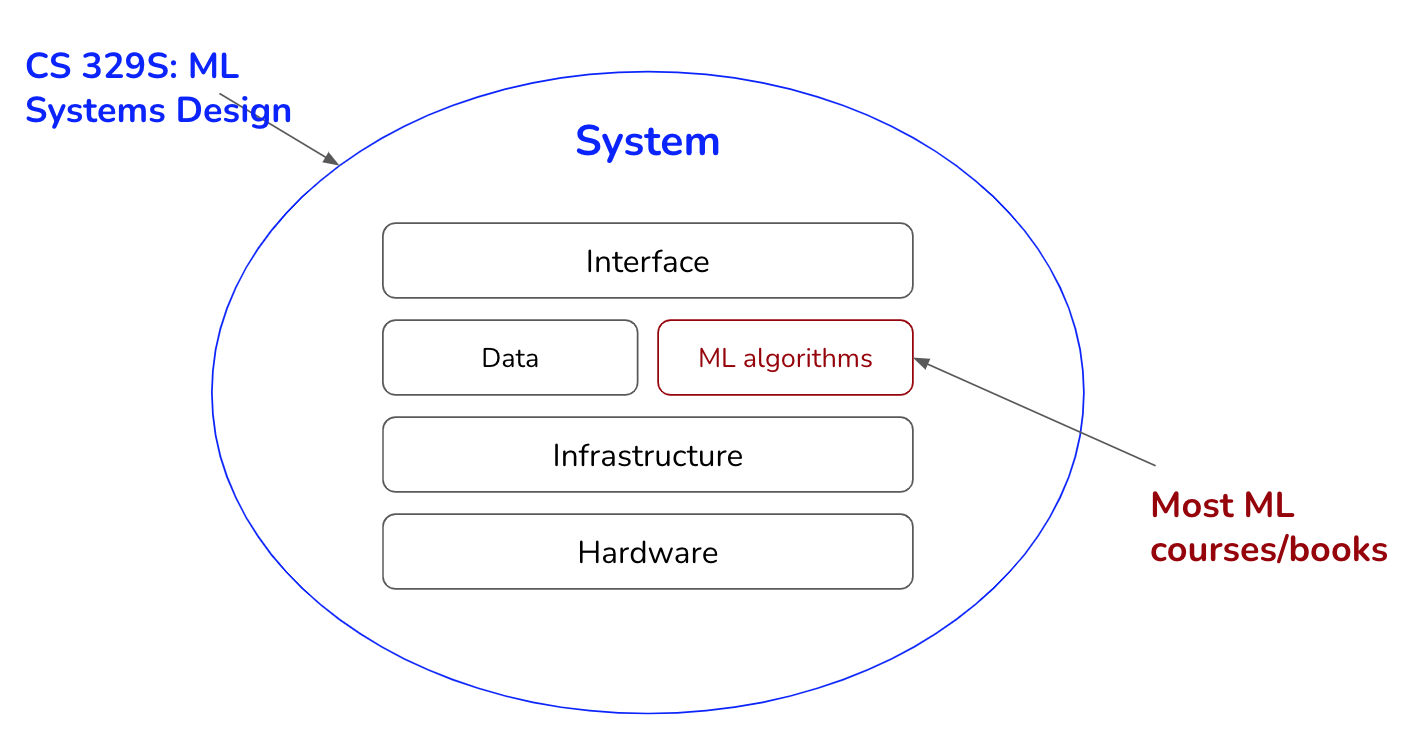 CS 329S: ML
Systems Design
System
Interface
Data
ML algorithms
Infrastructure
Hardware
Most ML
courses/books